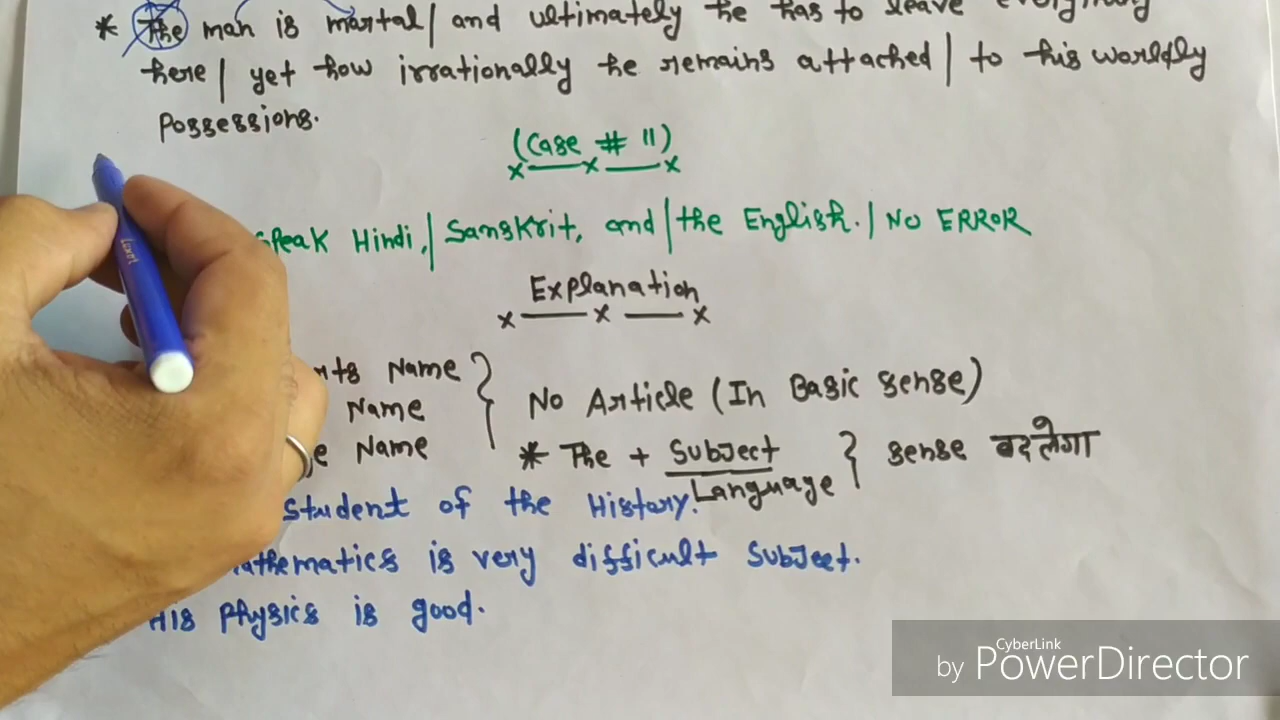 * The man is mortal/ and ultimately he has to leave everything
here/ yet how irrationally he remains attached/ to his worldly
possessions.
(Case # 11)
speak Hindi,/ Sanskrit, and/the English./ NO ERROR
Explanation
Name
Name
Name
No Article (In Basic sense)
* The + Subject
Language
sense बदलेगा
student of the History.
Mathematics is very difficult subject.
His physics is good.
CyberLink
by PowerDirector